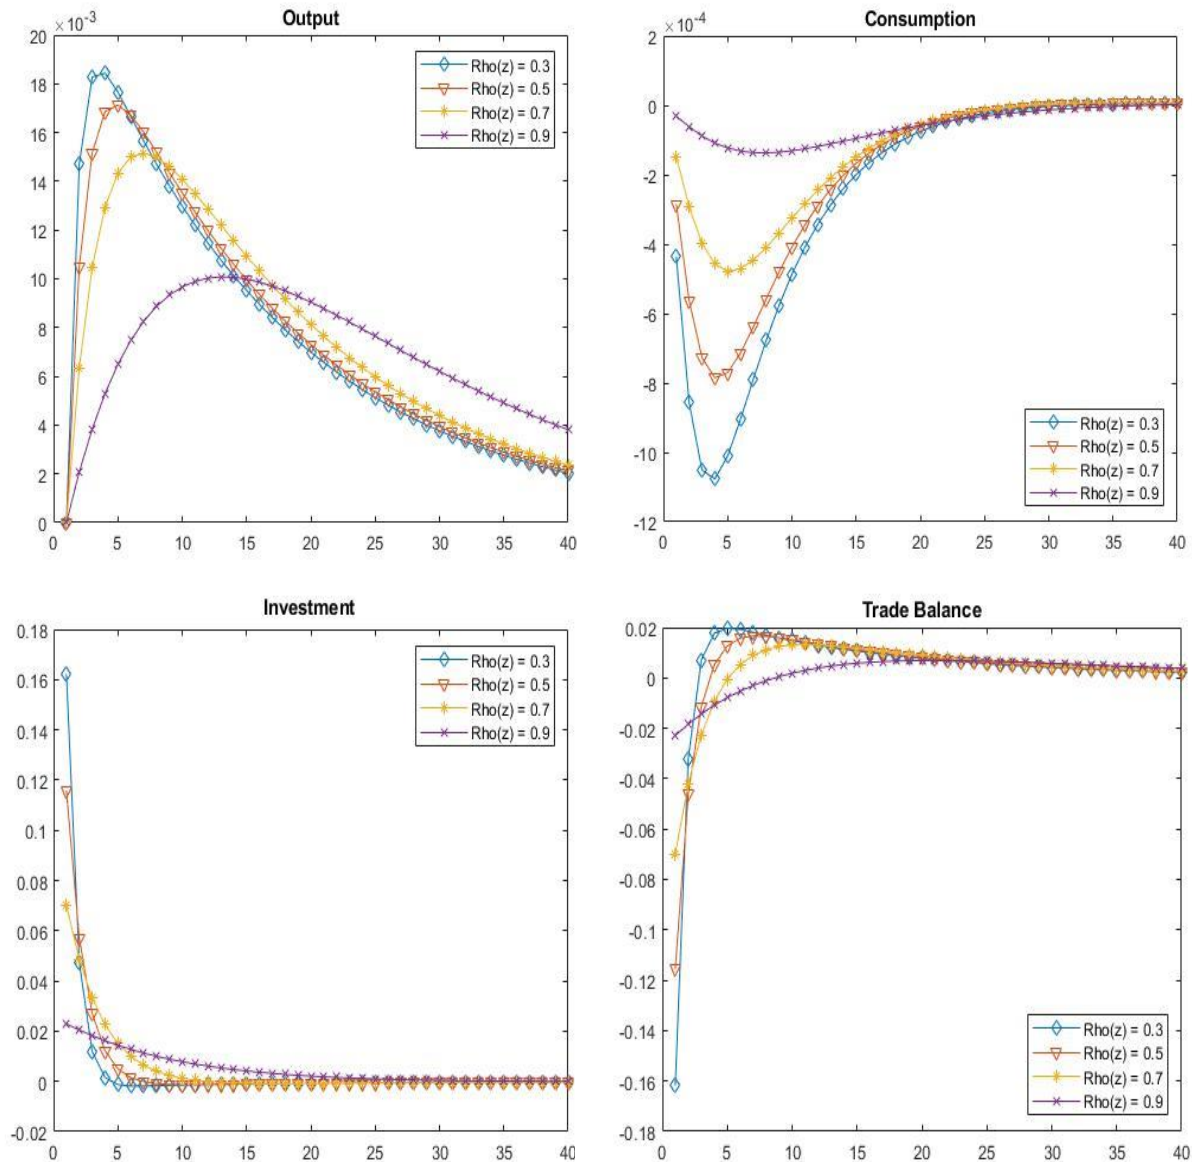 Output
×10⁻³
20
18
16
14
12
10
8
6
4
2
0
0 5 10 15 20 25 30 35 40
Rho(z) = 0.3
Rho(z) = 0.5
Rho(z) = 0.7
Rho(z) = 0.9
Consumption
×10⁻⁴
2
0
-2
-4
-6
-8
-10
-12
0 5 10 15 20 25 30 35 40
Rho(z) = 0.3
Rho(z) = 0.5
Rho(z) = 0.7
Rho(z) = 0.9
Investment
0.18
0.16
0.14
0.12
0.1
0.08
0.06
0.04
0.02
0
-0.02
0 5 10 15 20 25 30 35 40
Rho(z) = 0.3
Rho(z) = 0.5
Rho(z) = 0.7
Rho(z) = 0.9
Trade Balance
0.02
0
-0.02
-0.04
-0.06
-0.08
-0.1
-0.12
-0.14
-0.16
-0.18
0 5 10 15 20 25 30 35 40
Rho(z) = 0.3
Rho(z) = 0.5
Rho(z) = 0.7
Rho(z) = 0.9